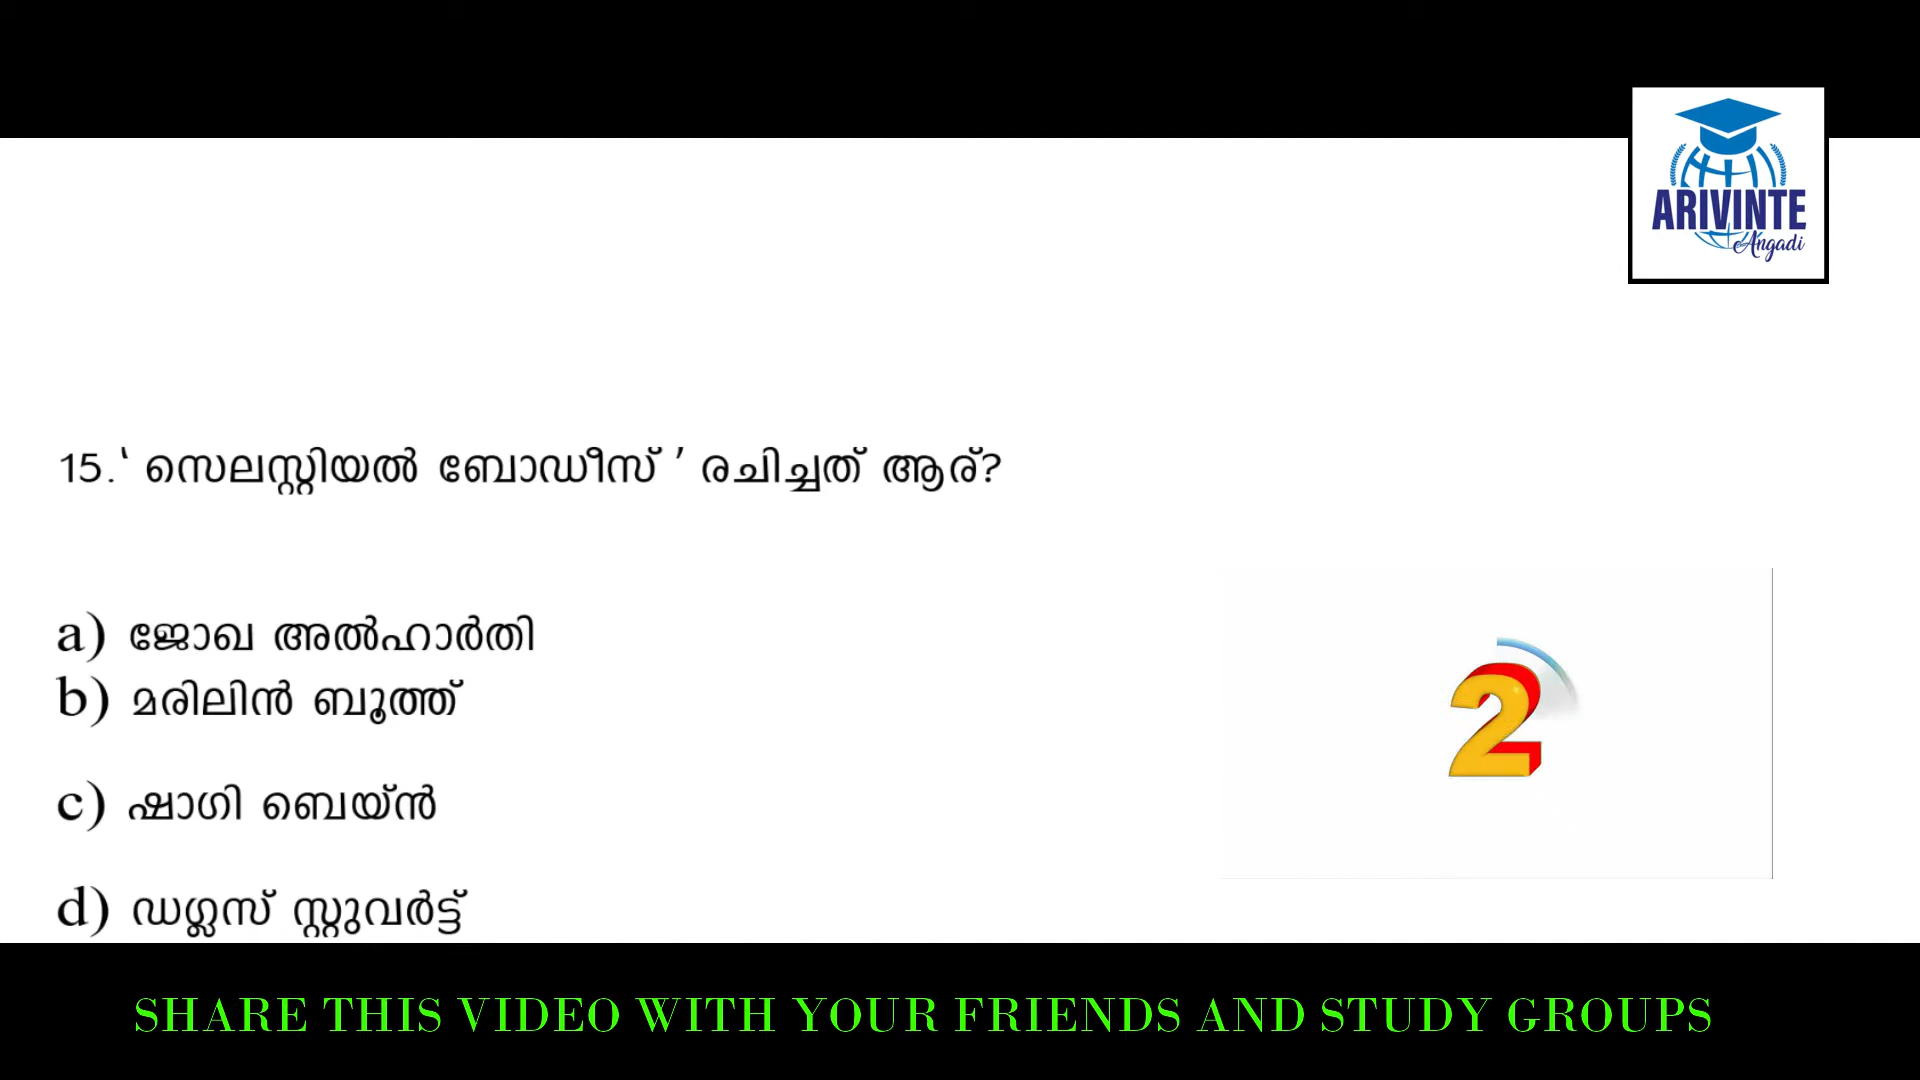 ARIVINTE
Angadi
15.‘ സെലസ്റ്റിയൽ ബോഡീസ് ’ രചിച്ചത് ആര്?
a) ജോഖ അൽഹാർതി
b) മരിലിൻ ബൂത്ത്
2
c) ഷാഗി ബെയ്ൻ
d) ഡഗ്ലസ് സ്റ്റുവർട്ട്
SHARE THIS VIDEO WITH YOUR FRIENDS AND STUDY GROUPS